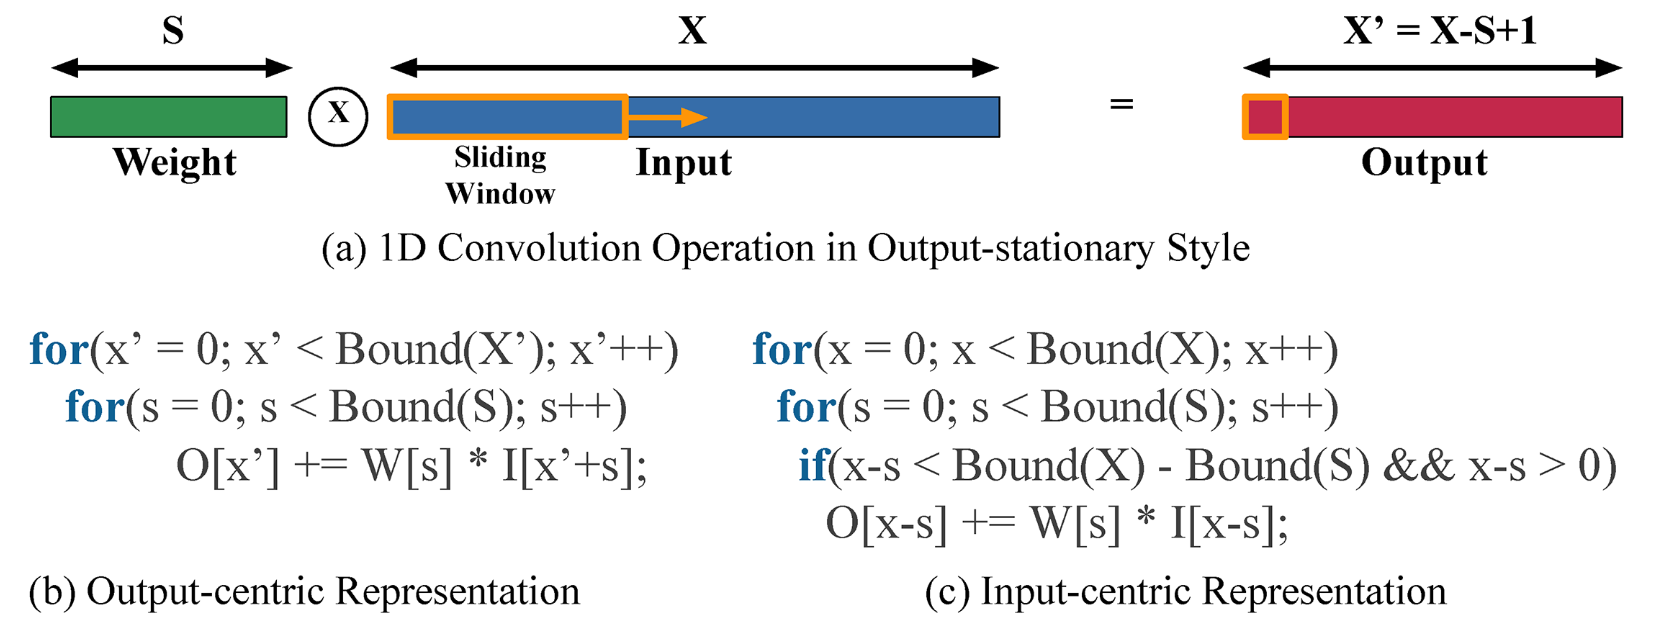 S
X
X’ = X-S+1
X
=
Weight
Sliding
Window
Input
Output
(a) 1D Convolution Operation in Output-stationary Style
for(x’ = 0; x’ < Bound(X’); x’++)
for(s = 0; s < Bound(S); s++)
O[x’] += W[s] * I[x’+s];
(b) Output-centric Representation
for(x = 0; x < Bound(X); x++)
for(s = 0; s < Bound(S); s++)
if(x-s < Bound(X) - Bound(S) && x-s > 0)
O[x-s] += W[s] * I[x-s];
(c) Input-centric Representation